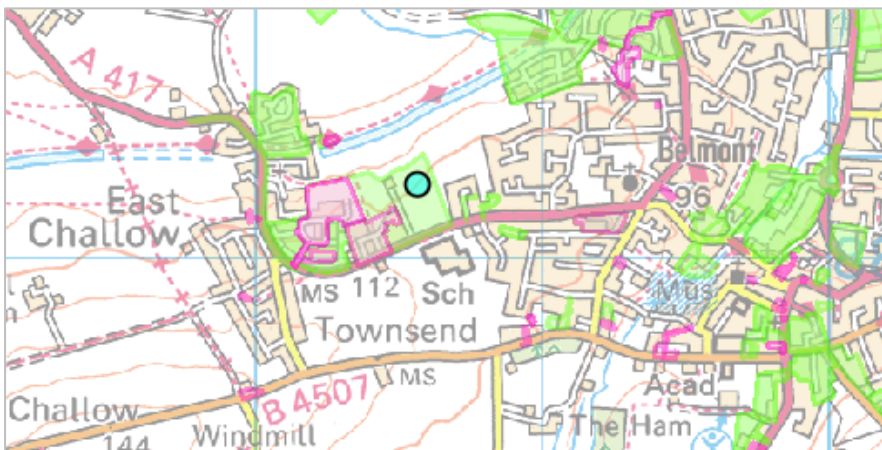 A 417
Belmont
96
East
Challow
MS 112 Sch
Mus
Townsend
MS
Acad
B 4507
Challow
The Ham
Windmill
144